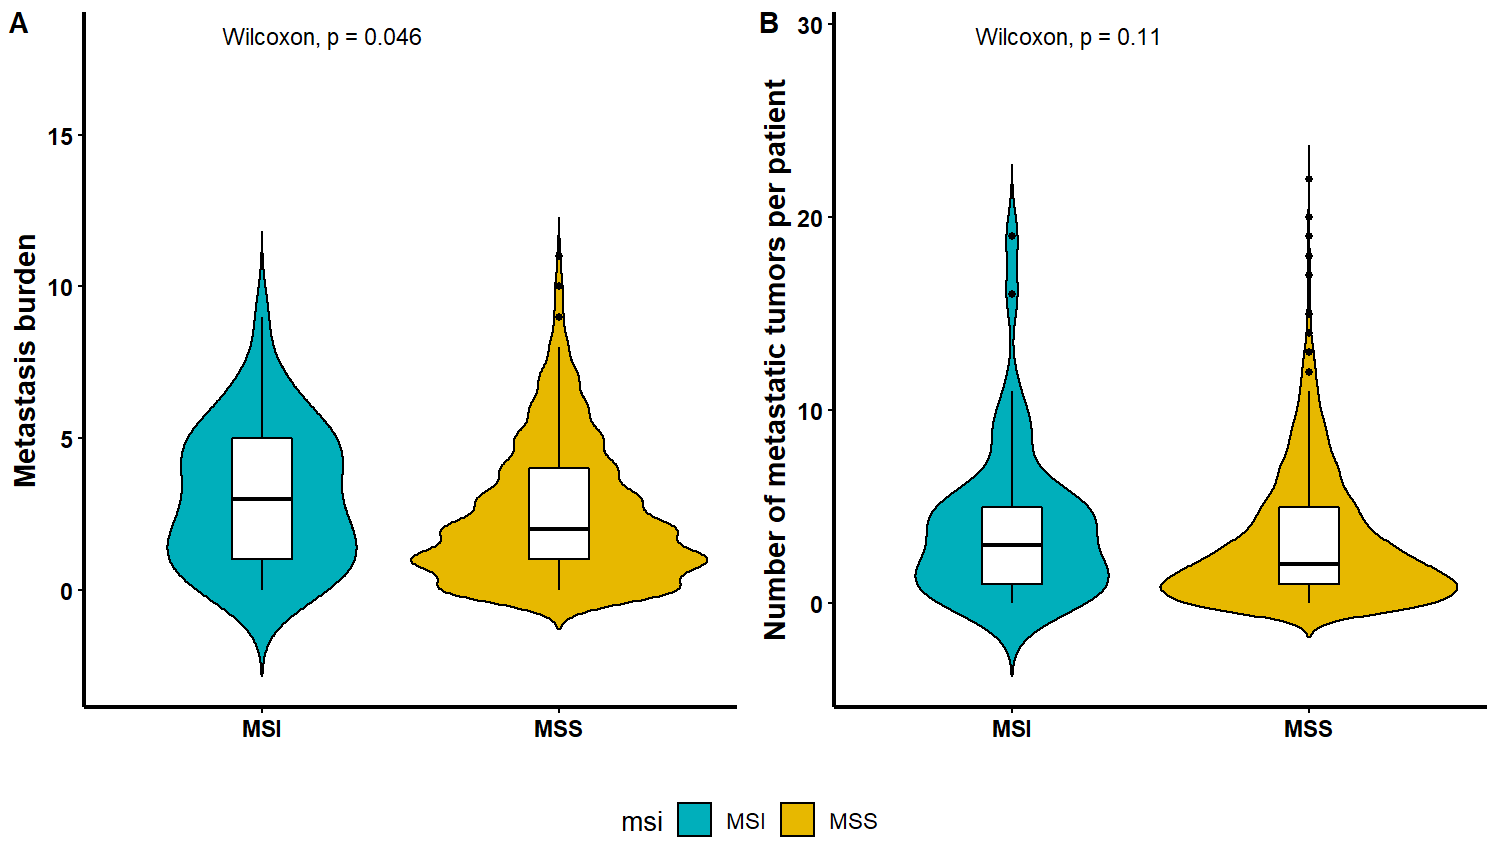 A
Wilcoxon, p = 0.046
Metastasis burden
15
10
5
0
MSI
MSS
B
Wilcoxon, p = 0.11
Number of metastatic tumors per patient
30
20
10
0
MSI
MSS
msi
MSI
MSS